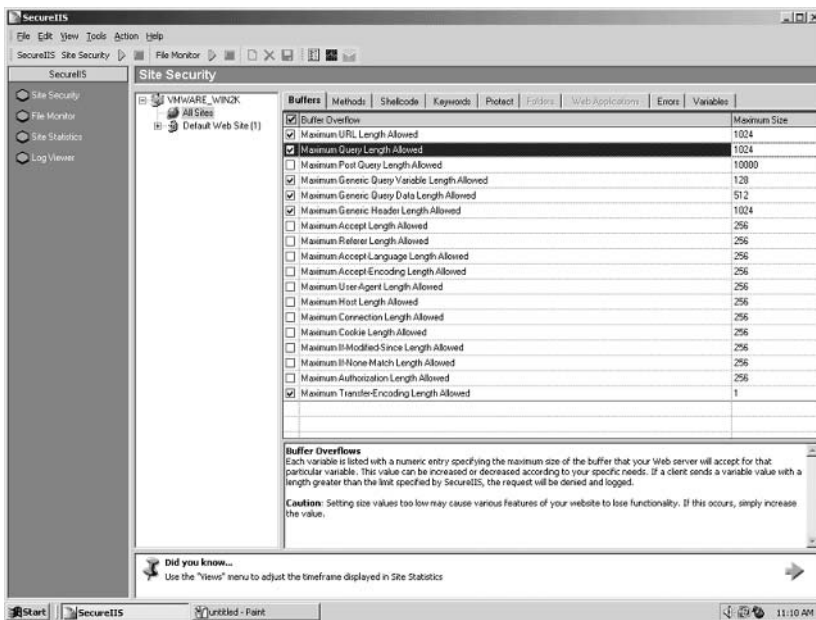 SecureIIS
File Edit View Tools Action Help
SecureIIS Site Security File Monitor
SecureIIS
Site Security
File Monitor
Site Statistics
Log Viewer
Site Security
VMWARE_WIN2K
All Sites
Default Web Site (1)
Buffers Methods Shellcode Keywords Protect Folders Web Applications Errors Variables
Buffer Overflow Maximum Size
Maximum URL Length Allowed 1024
Maximum Query Length Allowed 1024
Maximum Post Query Length Allowed 10000
Maximum Generic Query Variable Length Allowed 128
Maximum Generic Query Data Length Allowed 512
Maximum Generic Header Length Allowed 1024
Maximum Accept Length Allowed 256
Maximum Referer Length Allowed 256
Maximum Accept-Language Length Allowed 256
Maximum Accept-Encoding Length Allowed 256
Maximum User-Agent Length Allowed 256
Maximum Host Length Allowed 256
Maximum Connection Length Allowed 256
Maximum Cookie Length Allowed 256
Maximum If-Modified-Since Length Allowed 256
Maximum If-None-Match Length Allowed 256
Maximum Authorization Length Allowed 256
Maximum Transfer-Encoding Length Allowed 1
Buffer Overflows
Each variable is listed with a numeric entry specifying the maximum size of the buffer that your Web server will accept for that
particular variable. This value can be increased or decreased according to your specific needs. If a client sends a variable value with a
length greater than the limit specified by SecureIIS, the request will be denied and logged.
Caution: Setting size values too low may cause various features of your website to lose functionality. If this occurs, simply increase
the value.
Did you know...
Use the "Views" menu to adjust the timeframe displayed in Site Statistics
Start SecureIIS untitled - Paint 11:10 AM